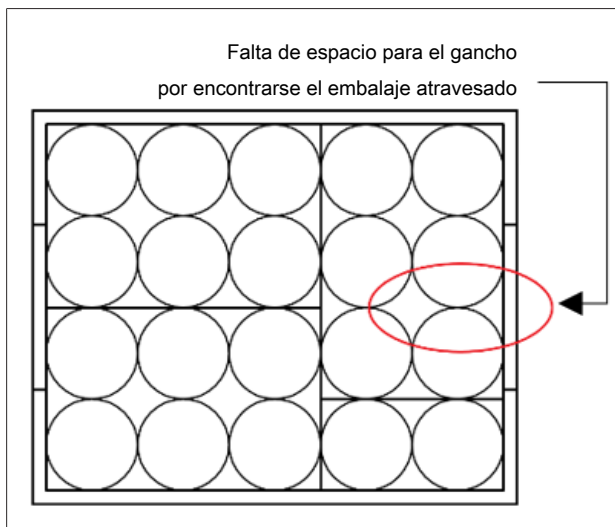 Falta de espacio para el gancho
por encontrarse el embalaje atravesado